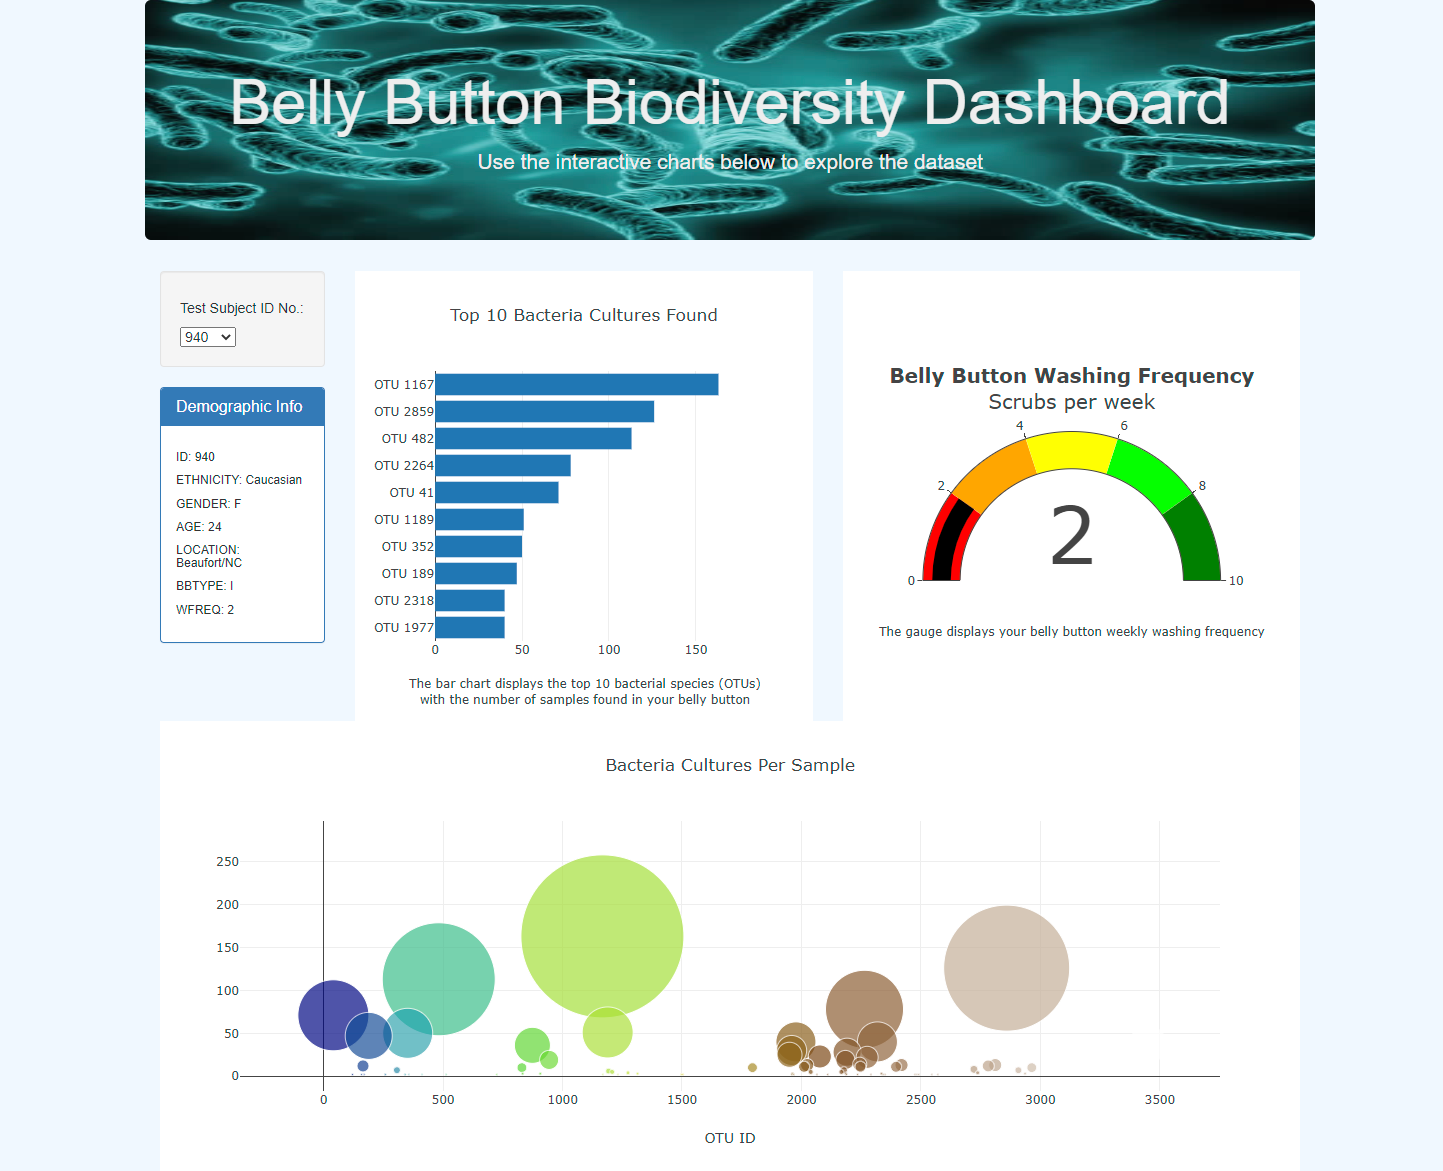 Belly Button Biodiversity Dashboard
Use the interactive charts below to explore the dataset
Test Subject ID No.:
940
Demographic Info
ID: 940
ETHNICITY: Caucasian
GENDER: F
AGE: 24
LOCATION:
Beaufort/NC
BBTYPE: I
WFREQ: 2
Top 10 Bacteria Cultures Found
OTU 1167
OTU 2859
OTU 482
OTU 2264
OTU 41
OTU 1189
OTU 352
OTU 189
OTU 2318
OTU 1977
0 50 100 150
The bar chart displays the top 10 bacterial species (OTUs)
with the number of samples found in your belly button
Belly Button Washing Frequency
Scrubs per week
4 6
2 8
2
0 10
The gauge displays your belly button weekly washing frequency
Bacteria Cultures Per Sample
250
200
150
100
50
0
0 500 1000 1500 2000 2500 3000 3500
OTU ID